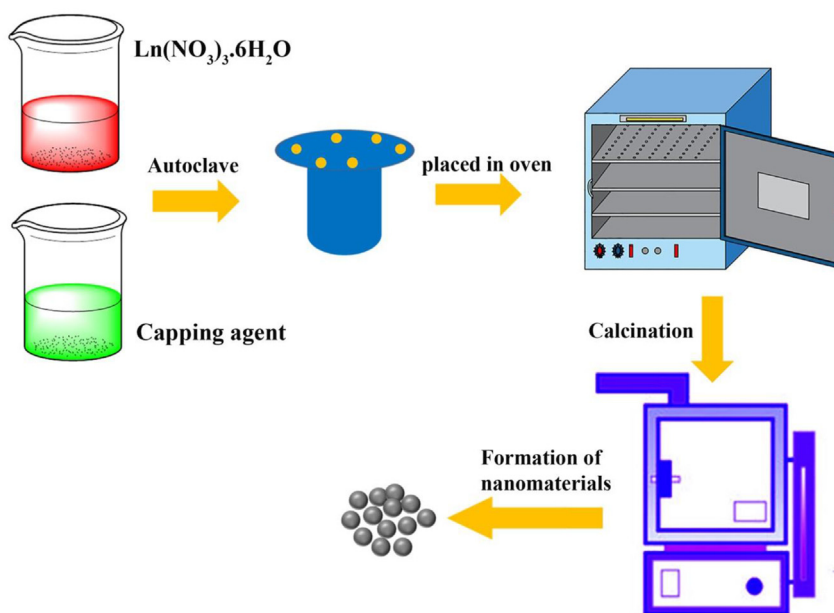 Ln(NO₃)₃.6H₂O
Autoclave
placed in oven
Capping agent
Calcination
Formation of
nanomaterials